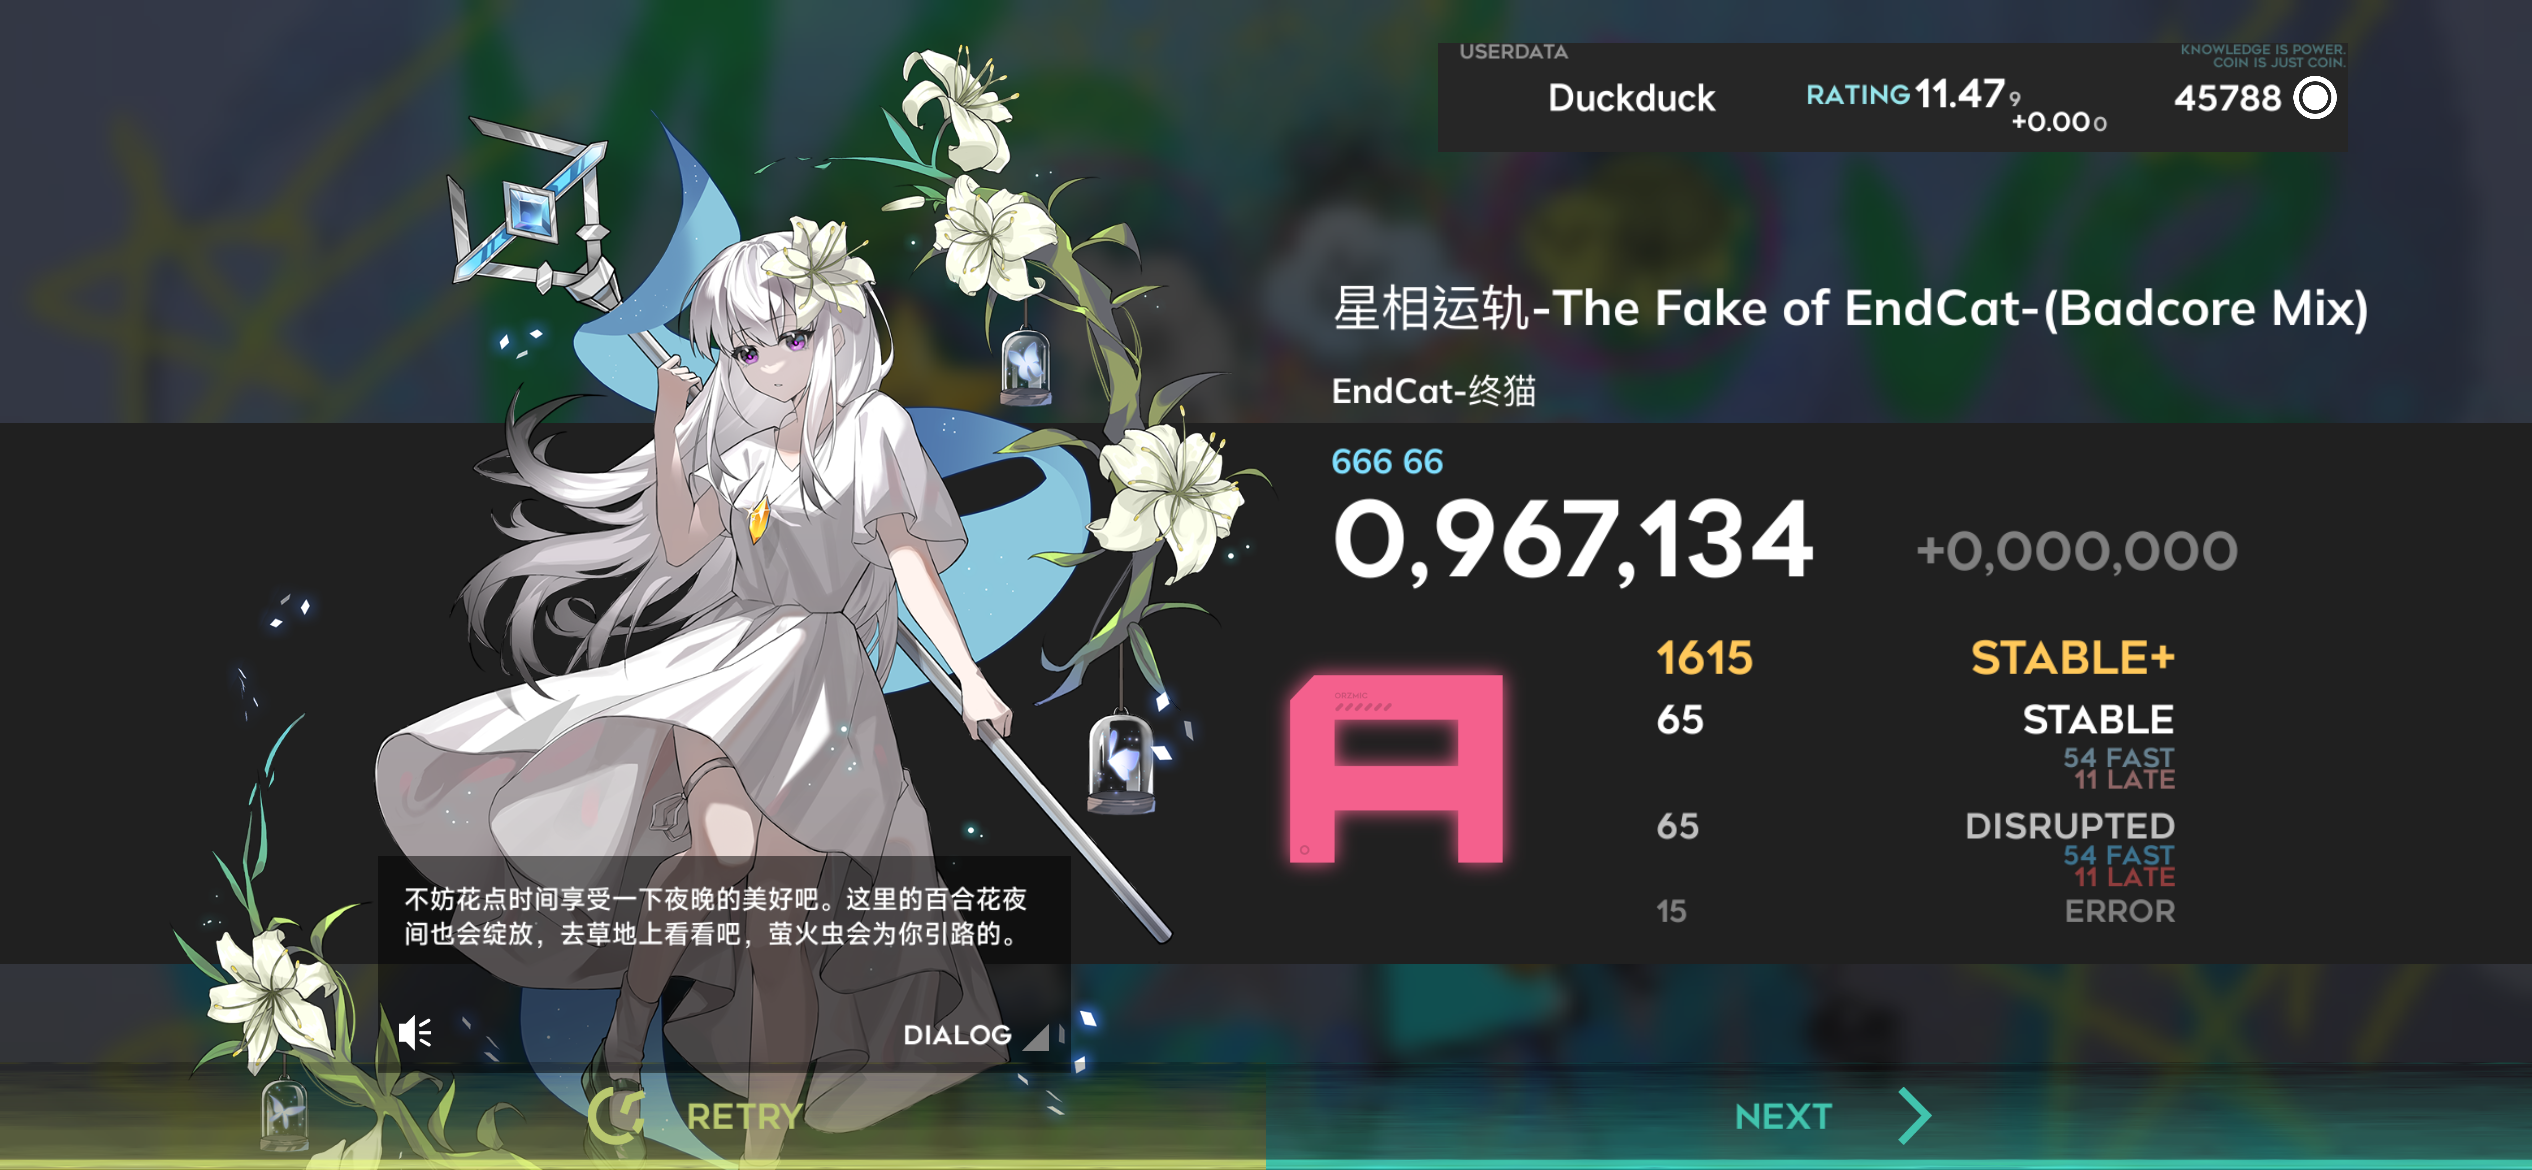 USERDATA
KNOWLEDGE IS POWER.
COIN IS JUST COIN.
Duckduck
RATING 11.479
+0.000
45788
星相运轨-The Fake of EndCat-(Badcore Mix)
EndCat-终猫
666 66
0,967,134 +0,000,000
1615 STABLE+
65 STABLE
54 FAST
11 LATE
65 DISRUPTED
54 FAST
11 LATE
15 ERROR
ORZMIC
不妨花点时间享受一下夜晚的美好吧。这里的百合花夜
间也会绽放，去草地上看看吧，萤火虫会为你引路的。
DIALOG
RETRY
NEXT